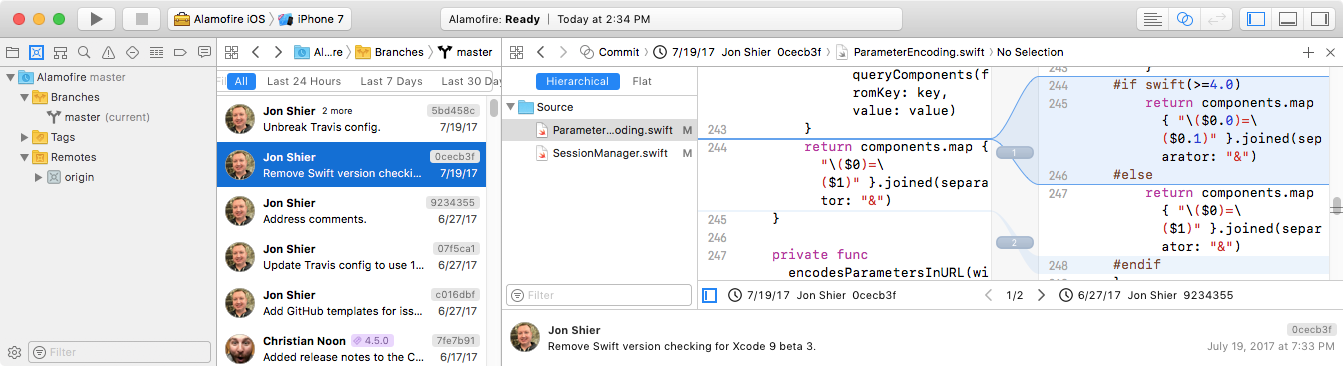 Alamofire iOS iPhone 7
Alamofire: Ready | Today at 2:34 PM
Alamofire master
Branches
master (current)
Tags
Remotes
origin
Filter
Al...re Branches master
All Last 24 Hours Last 7 Days Last 30 Day
Jon Shier 2 more 5bd458c
Unbreak Travis config. 7/19/17
Jon Shier 0cecb3f
Remove Swift version checki... 7/19/17
Jon Shier 9234355
Address comments. 6/27/17
Jon Shier 07f5ca1
Update Travis config to use 1... 6/27/17
Jon Shier c016dbf
Add GitHub templates for iss... 6/27/17
Christian Noon 4.5.0 7fe7b91
Added release notes to the C... 6/17/17
Commit 7/19/17 Jon Shier 0cecb3f ParameterEncoding.swift No Selection
Hierarchical Flat
Source
Parameter...oding.swift M
SessionManager.swift M
Filter
queryComponents(f
romKey: key,
value: value)
243 }
244 return components.map {
"\($0)=\
($1)" }.joined(separa
tor: "&")
245 }
246
247 private func
encodesParametersInURL(wi
1
2
}
244 #if swift(>=4.0)
245 return components.map
{ "\($0.0)=\
($0.1)" }.joined(sep
arator: "&")
246 #else
247 return components.map
{ "\($0)=\
($1)" }.joined(separ
ator: "&")
248 #endif
7/19/17 Jon Shier 0cecb3f 1/2 6/27/17 Jon Shier 9234355
Jon Shier 0cecb3f
Remove Swift version checking for Xcode 9 beta 3. July 19, 2017 at 7:33 PM